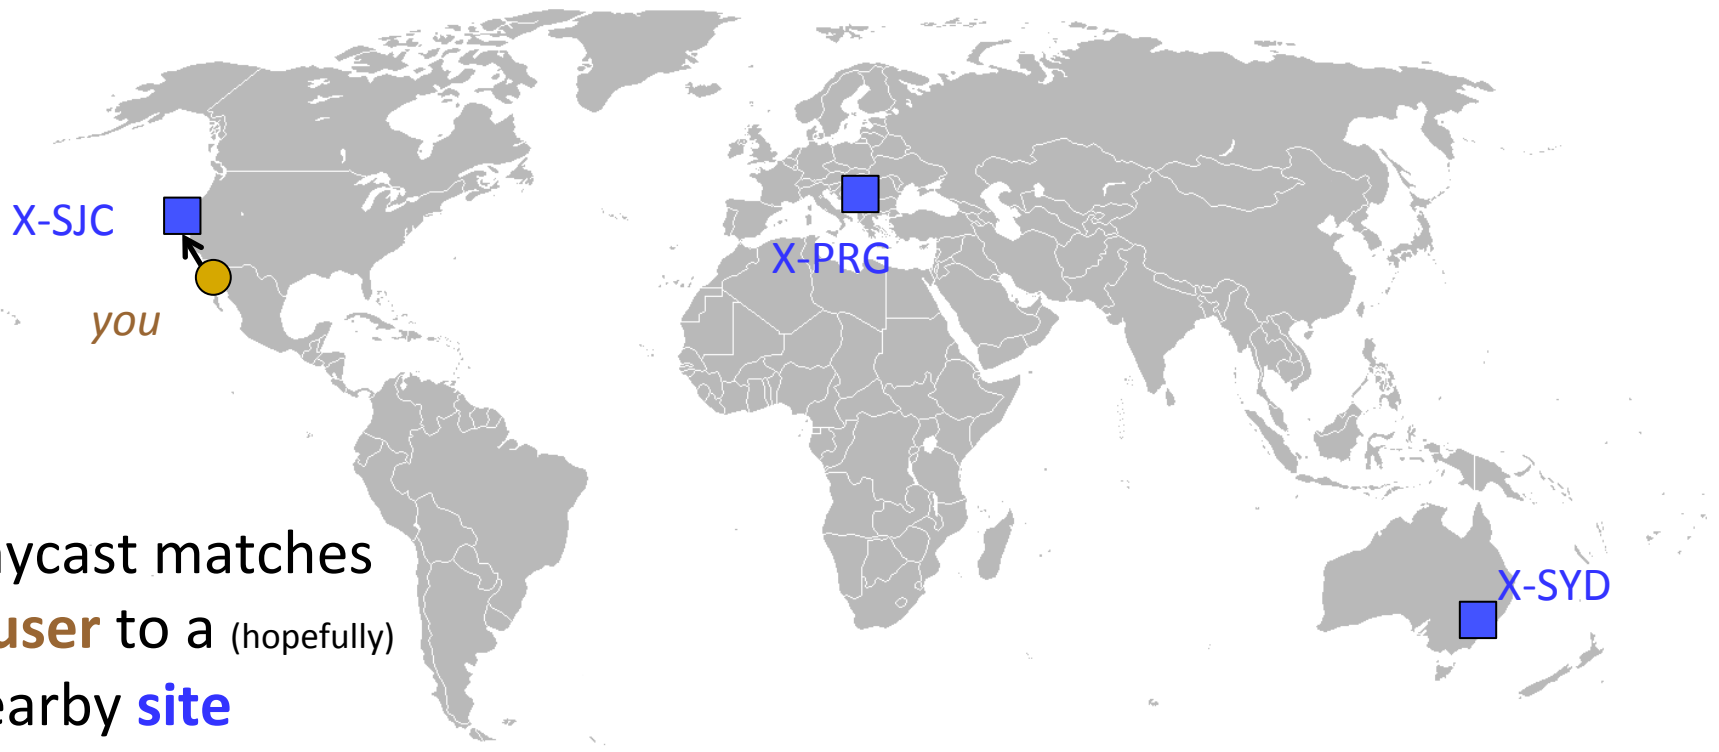 X-SJC
X-PRG
you
ycast matches
user to a (hopefully)
earby site
X-SYD